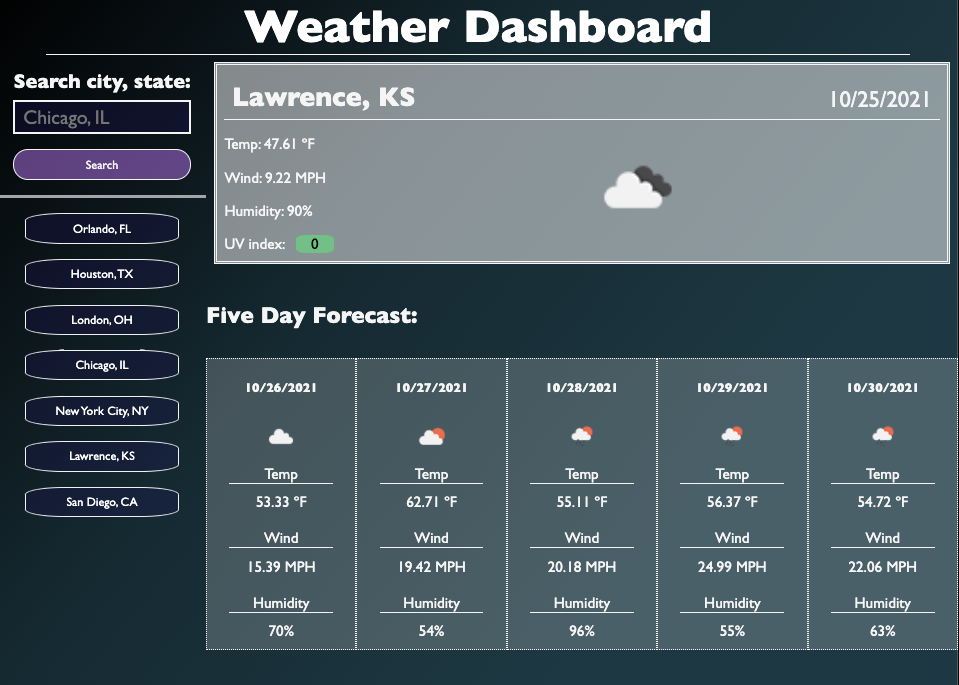 Weather Dashboard
Search city, state:
Chicago, IL
Search
Orlando, FL
Houston, TX
London, OH
Chicago, IL
New York City, NY
Lawrence, KS
San Diego, CA
Lawrence, KS 10/25/2021
Temp: 47.61 °F
Wind: 9.22 MPH
Humidity: 90%
UV index: 0
Five Day Forecast:
10/26/2021 10/27/2021 10/28/2021 10/29/2021 10/30/2021
Temp Temp Temp Temp Temp
53.33 °F 62.71 °F 55.11 °F 56.37 °F 54.72 °F
Wind Wind Wind Wind Wind
15.39 MPH 19.42 MPH 20.18 MPH 24.99 MPH 22.06 MPH
Humidity Humidity Humidity Humidity Humidity
70% 54% 96% 55% 63%